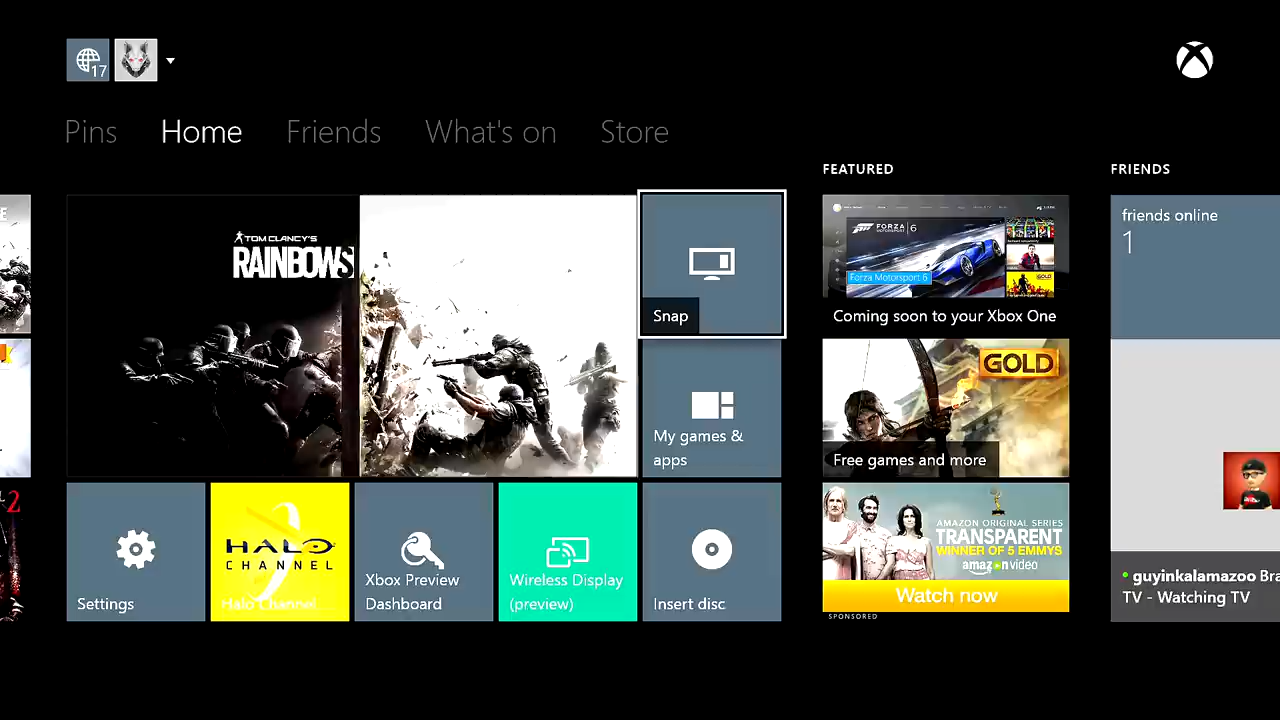 17
Pins
Home
Friends
What's on
Store
FEATURED
FRIENDS
TOM CLANCY'S
RAINBOW S
Snap
My games &
apps
Settings
HALO
CHANNEL
Halo Channel...
Xbox Preview
Dashboard
Wireless Display
(preview)
Insert disc
FORZA
MOTORSPORT 6
Forza Motorsport 6
GOLD
Coming soon to your Xbox One
GOLD
Free games and more
AMAZON ORIGINAL SERIES
TRANSPARENT
WINNER OF 5 EMMYS
amazon video
Watch now
SPONSORED
friends online
1
guyinkalamazoo Bra
TV - Watching TV
2